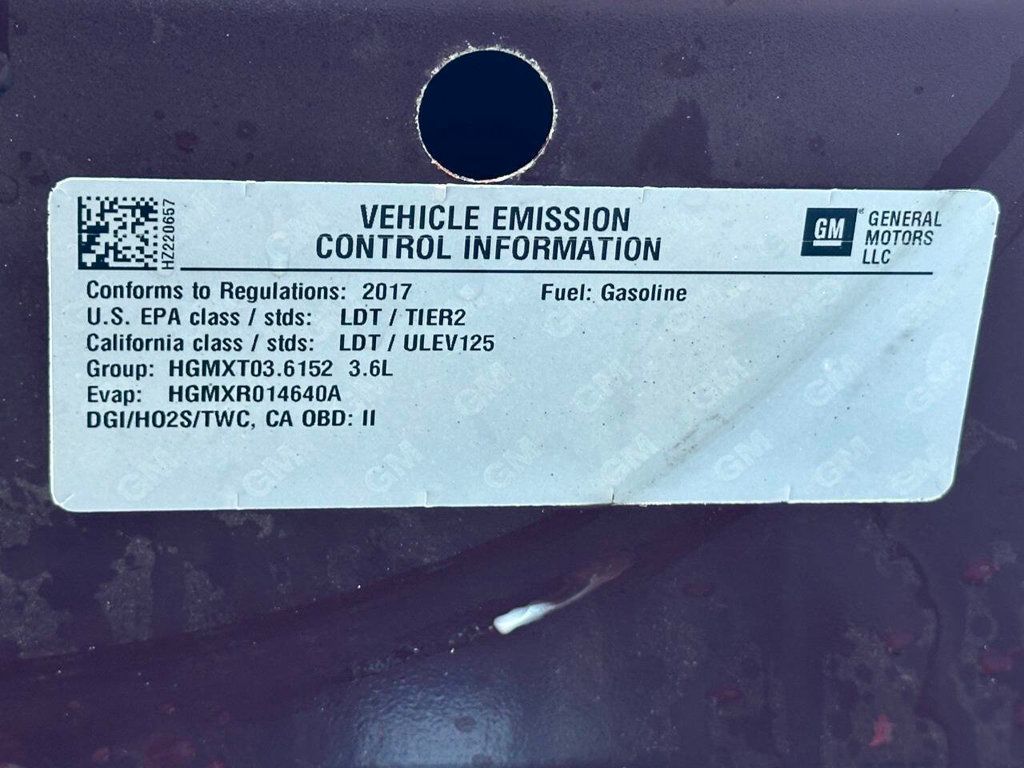 VEHICLE EMISSION
CONTROL INFORMATION
HZ220657
GM
GENERAL
MOTORS
LLC
Conforms to Regulations: 2017 Fuel: Gasoline
U.S. EPA class / stds: LDT / TIER2
California class / stds: LDT / ULEV125
Group: HGMXT03.6152 3.6L
Evap: HGMXR014640A
DGI/HO2S/TWC, CA OBD: II